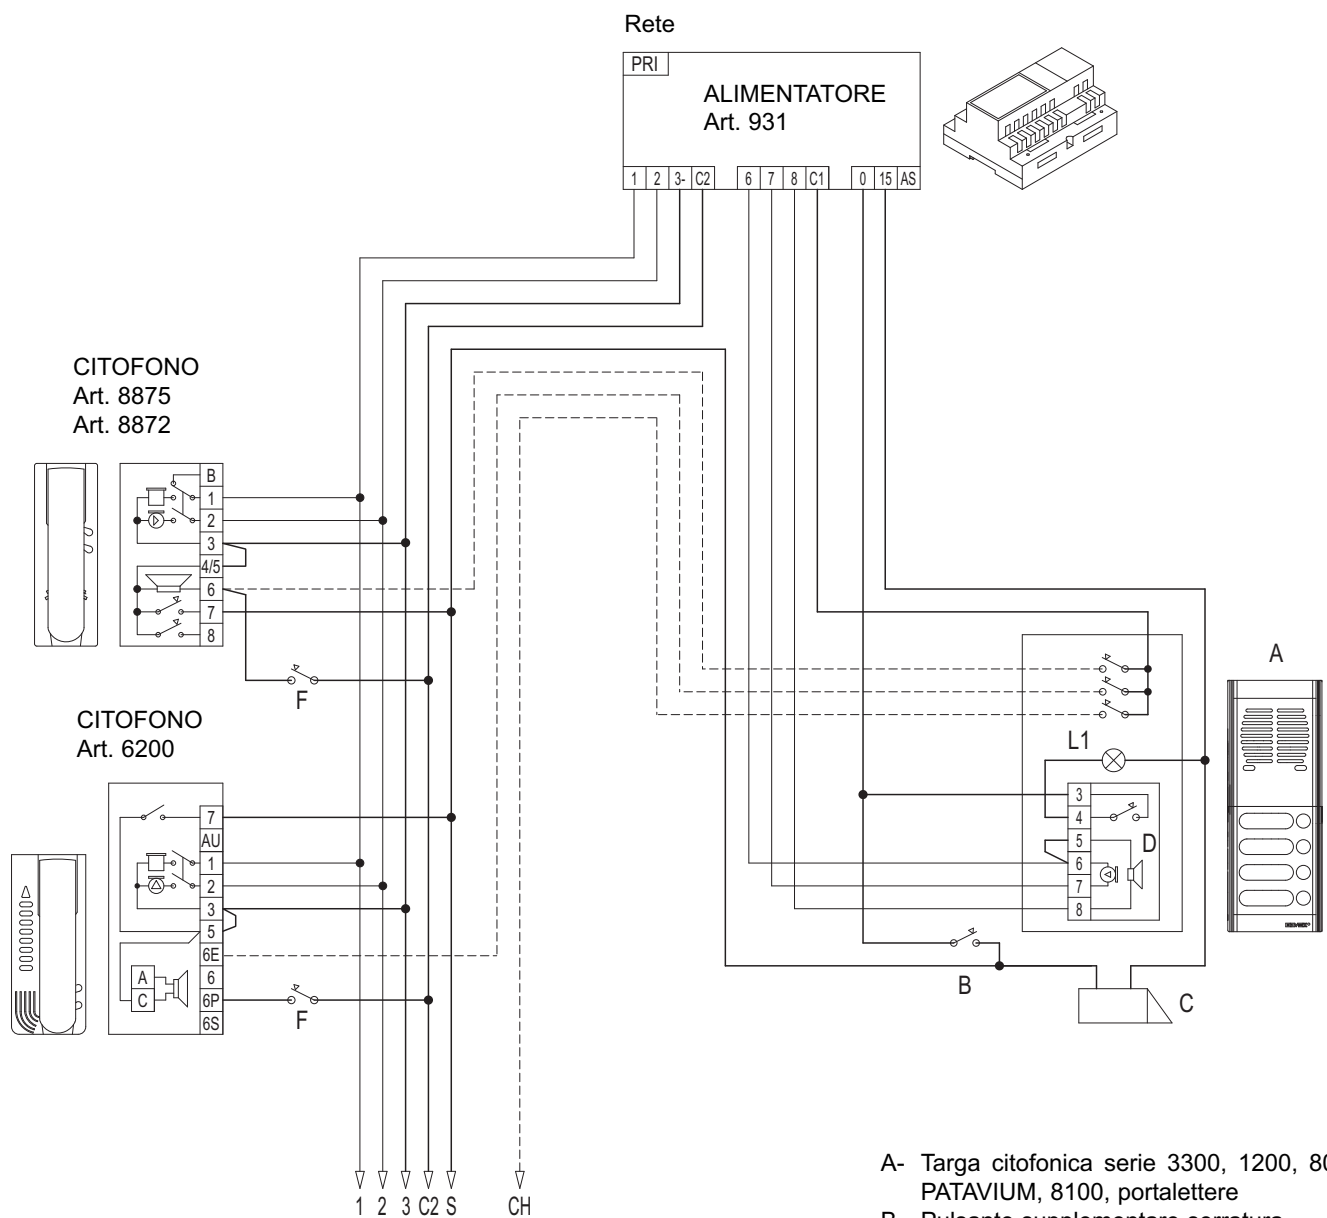 Rete
PRI
ALIMENTATORE
Art. 931
1 2 3- C2 6 7 8 C1 0 15 AS
CITOFONO
Art. 8875
Art. 8872
B
1
2
3
4/5
6
7
8
F
CITOFONO
Art. 6200
7
AU
1
2
3
5
6E
6
6P
6S
A
C
F
A
L1
3
4
5
6
7
8
D
B
C
1 2 3 C2 S CH
A- Targa citofonica serie 3300, 1200,
PATAVIUM, 8100, portalettere